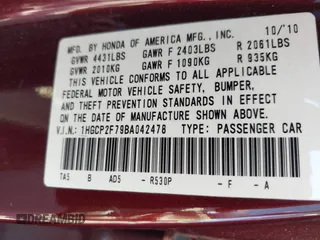 MFD. BY HONDA OF AMERICA MFG., INC. 10/'10
GVWR 4431LBS GAWR F 2403LBS R 2061LBS
GVWR 2010KG GAWR F 1090KG R 935KG
THIS VEHICLE CONFORMS TO ALL APPLICABLE
FEDERAL MOTOR VEHICLE SAFETY, BUMPER,
AND THEFT PREVENTION STANDARDS IN EFFECT ON THE
DATE OF MANUFACTURE SHOWN ABOVE.
V.I.N.: 1HGCP2F79BA042478 TYPE: PASSENGER CAR
TA5 B AD5 - R530P - F - A
DREAMBID